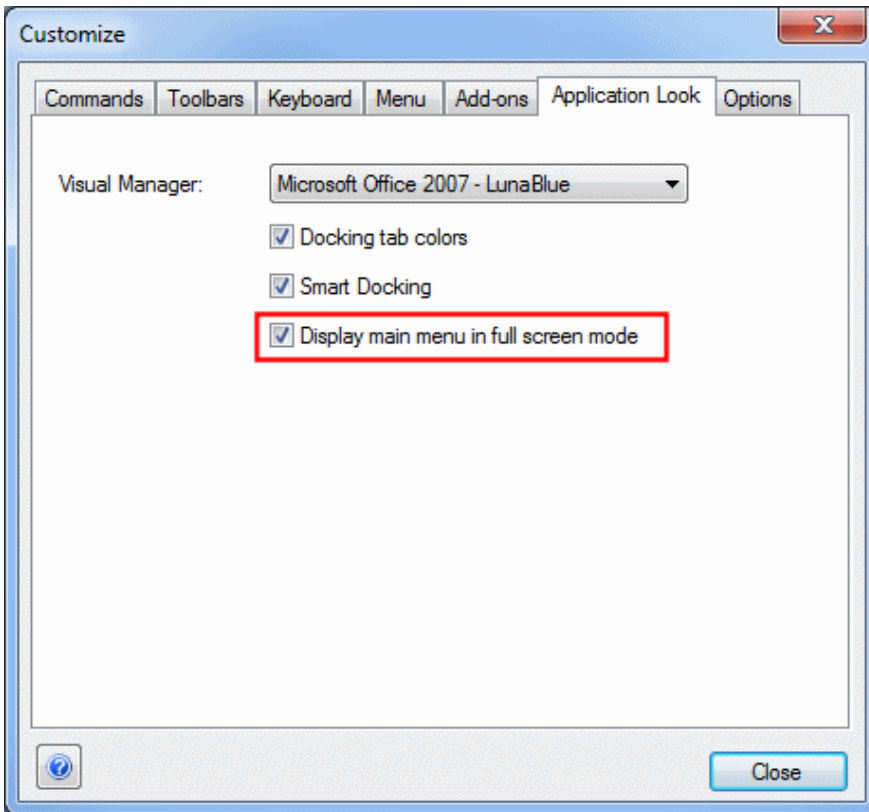 Customize
Commands Toolbars Keyboard Menu Add-ons Application Look Options
Visual Manager: Microsoft Office 2007 - LunaBlue
Docking tab colors
Smart Docking
Display main menu in full screen mode
Close